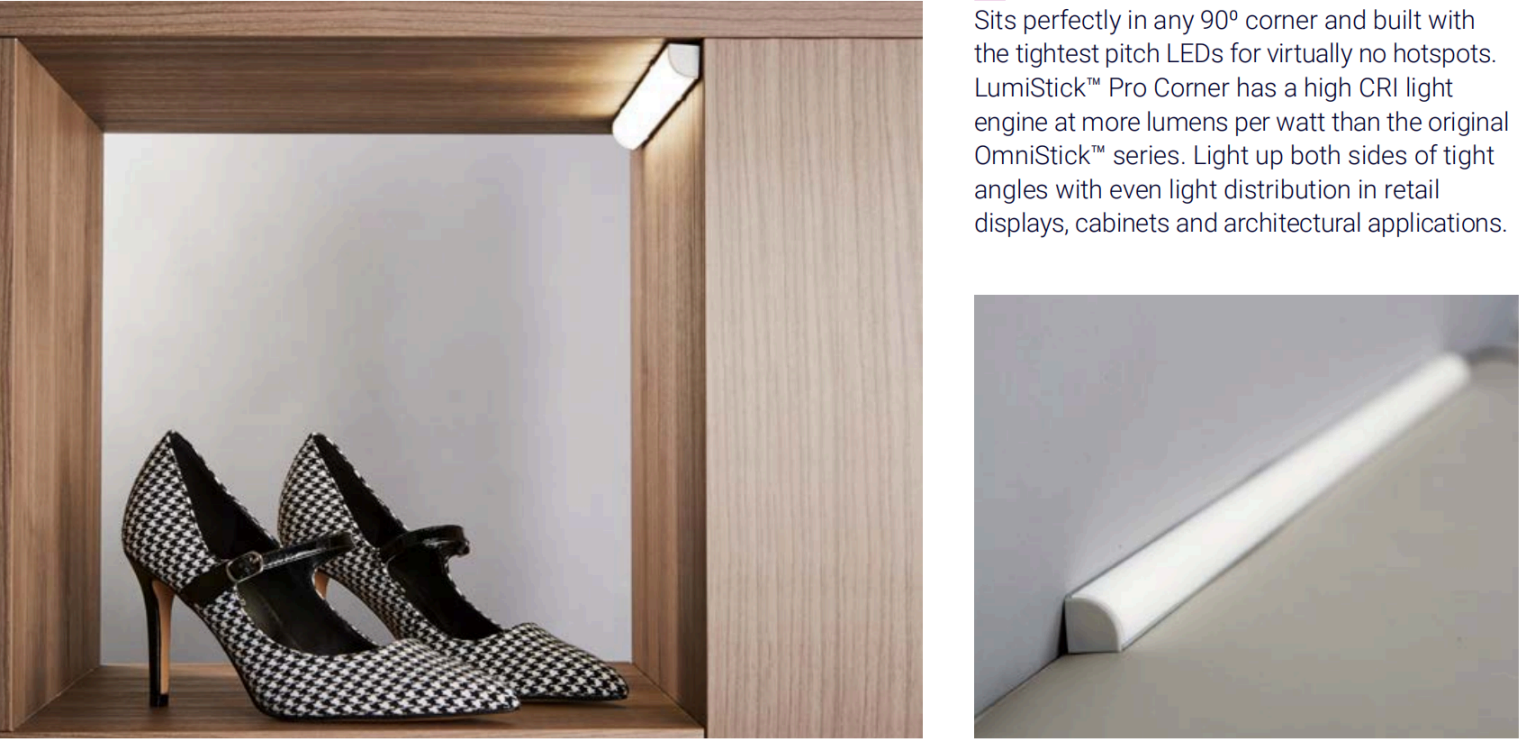 Sits perfectly in any 90º corner and built with
the tightest pitch LEDs for virtually no hotspots.
LumiStick™ Pro Corner has a high CRI light
engine at more lumens per watt than the original
OmniStick™ series. Light up both sides of tight
angles with even light distribution in retail
displays, cabinets and architectural applications.